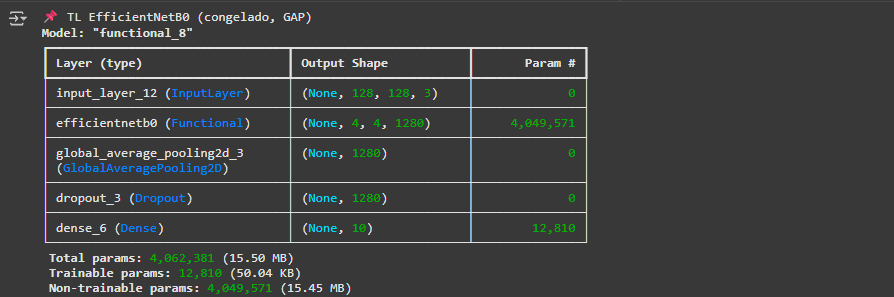 📌 TL EfficientNetB0 (congelado, GAP)
Model: "functional_8"
Layer (type) Output Shape Param #
input_layer_12 (InputLayer) (None, 128, 128, 3) 0
efficientnetb0 (Functional) (None, 4, 4, 1280) 4,049,571
global_average_pooling2d_3 (None, 1280) 0
(GlobalAveragePooling2D)
dropout_3 (Dropout) (None, 1280) 0
dense_6 (Dense) (None, 10) 12,810
Total params: 4,062,381 (15.50 MB)
Trainable params: 12,810 (50.04 KB)
Non-trainable params: 4,049,571 (15.45 MB)